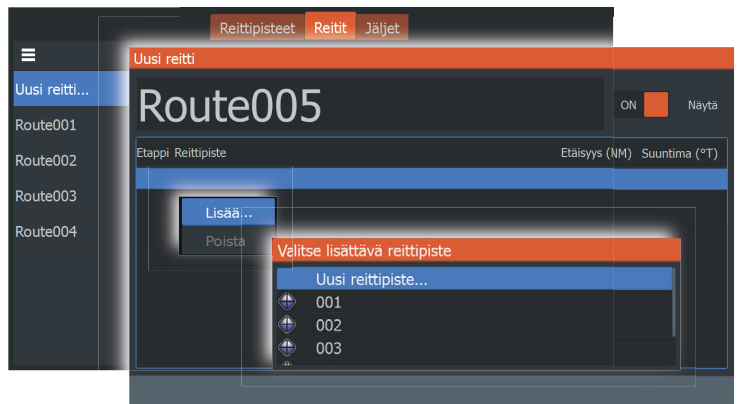 Reittipisteet Reitit Jäljet
Uusi reitti
Uusi reitti...
Route005
ON Näytä
Route001
Etappi Reittipiste Etäisyys (NM) Suuntima (°T)
Route002
Route003
Lisää...
Route004
Poista
Valitse lisättävä reittipiste
Uusi reittipiste...
001
002
003